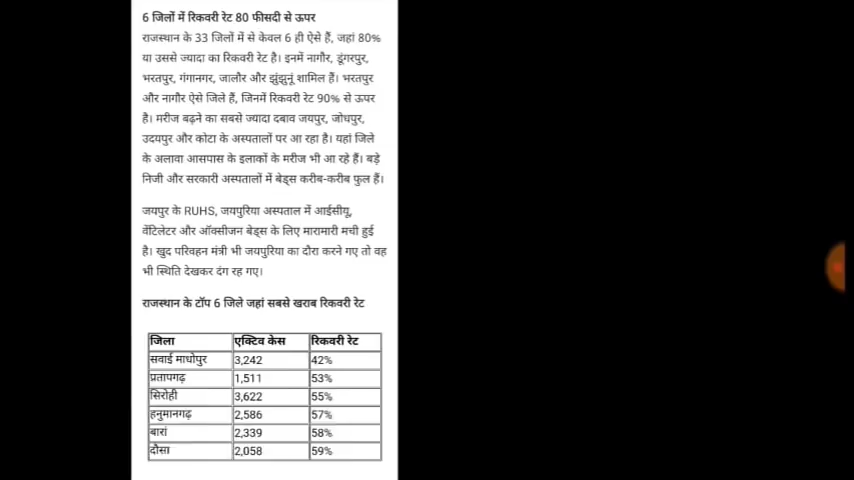 6 जिलों में रिकवरी रेट 80 फीसदी से ऊपर
राजस्थान के 33 जिलों में से केवल 6 ही ऐसे हैं, जहां 80%
या उससे ज्यादा का रिकवरी रेट है। इनमें नागौर, डूंगरपुर,
भरतपुर, गंगानगर, जालौर और झुंझुनूं शामिल हैं। भरतपुर
और नागौर ऐसे जिले हैं, जिनमें रिकवरी रेट 90% से ऊपर
है। मरीज बढ़ने का सबसे ज्यादा दबाव जयपुर, जोधपुर,
उदयपुर और कोटा के अस्पतालों पर आ रहा है। यहां जिले
के अलावा आसपास के इलाकों के मरीज भी आ रहे हैं। बड़े
निजी और सरकारी अस्पतालों में बेड्स करीब-करीब फुल हैं।
जयपुर के RUHS, जयपुरिया अस्पताल में आईसीयू,
वेंटिलेटर और ऑक्सीजन बेड्स के लिए मारामारी मची हुई
है। खुद परिवहन मंत्री भी जयपुरिया का दौरा करने गए तो वह
भी स्थिति देखकर दंग रह गए।
राजस्थान के टॉप 6 जिले जहां सबसे खराब रिकवरी रेट
जिला एक्टिव केस रिकवरी रेट
सवाई माधोपुर 3,242 42%
प्रतापगढ़ 1,511 53%
सिरोही 3,622 55%
हनुमानगढ़ 2,586 57%
बारां 2,339 58%
दौसा 2,058 59%